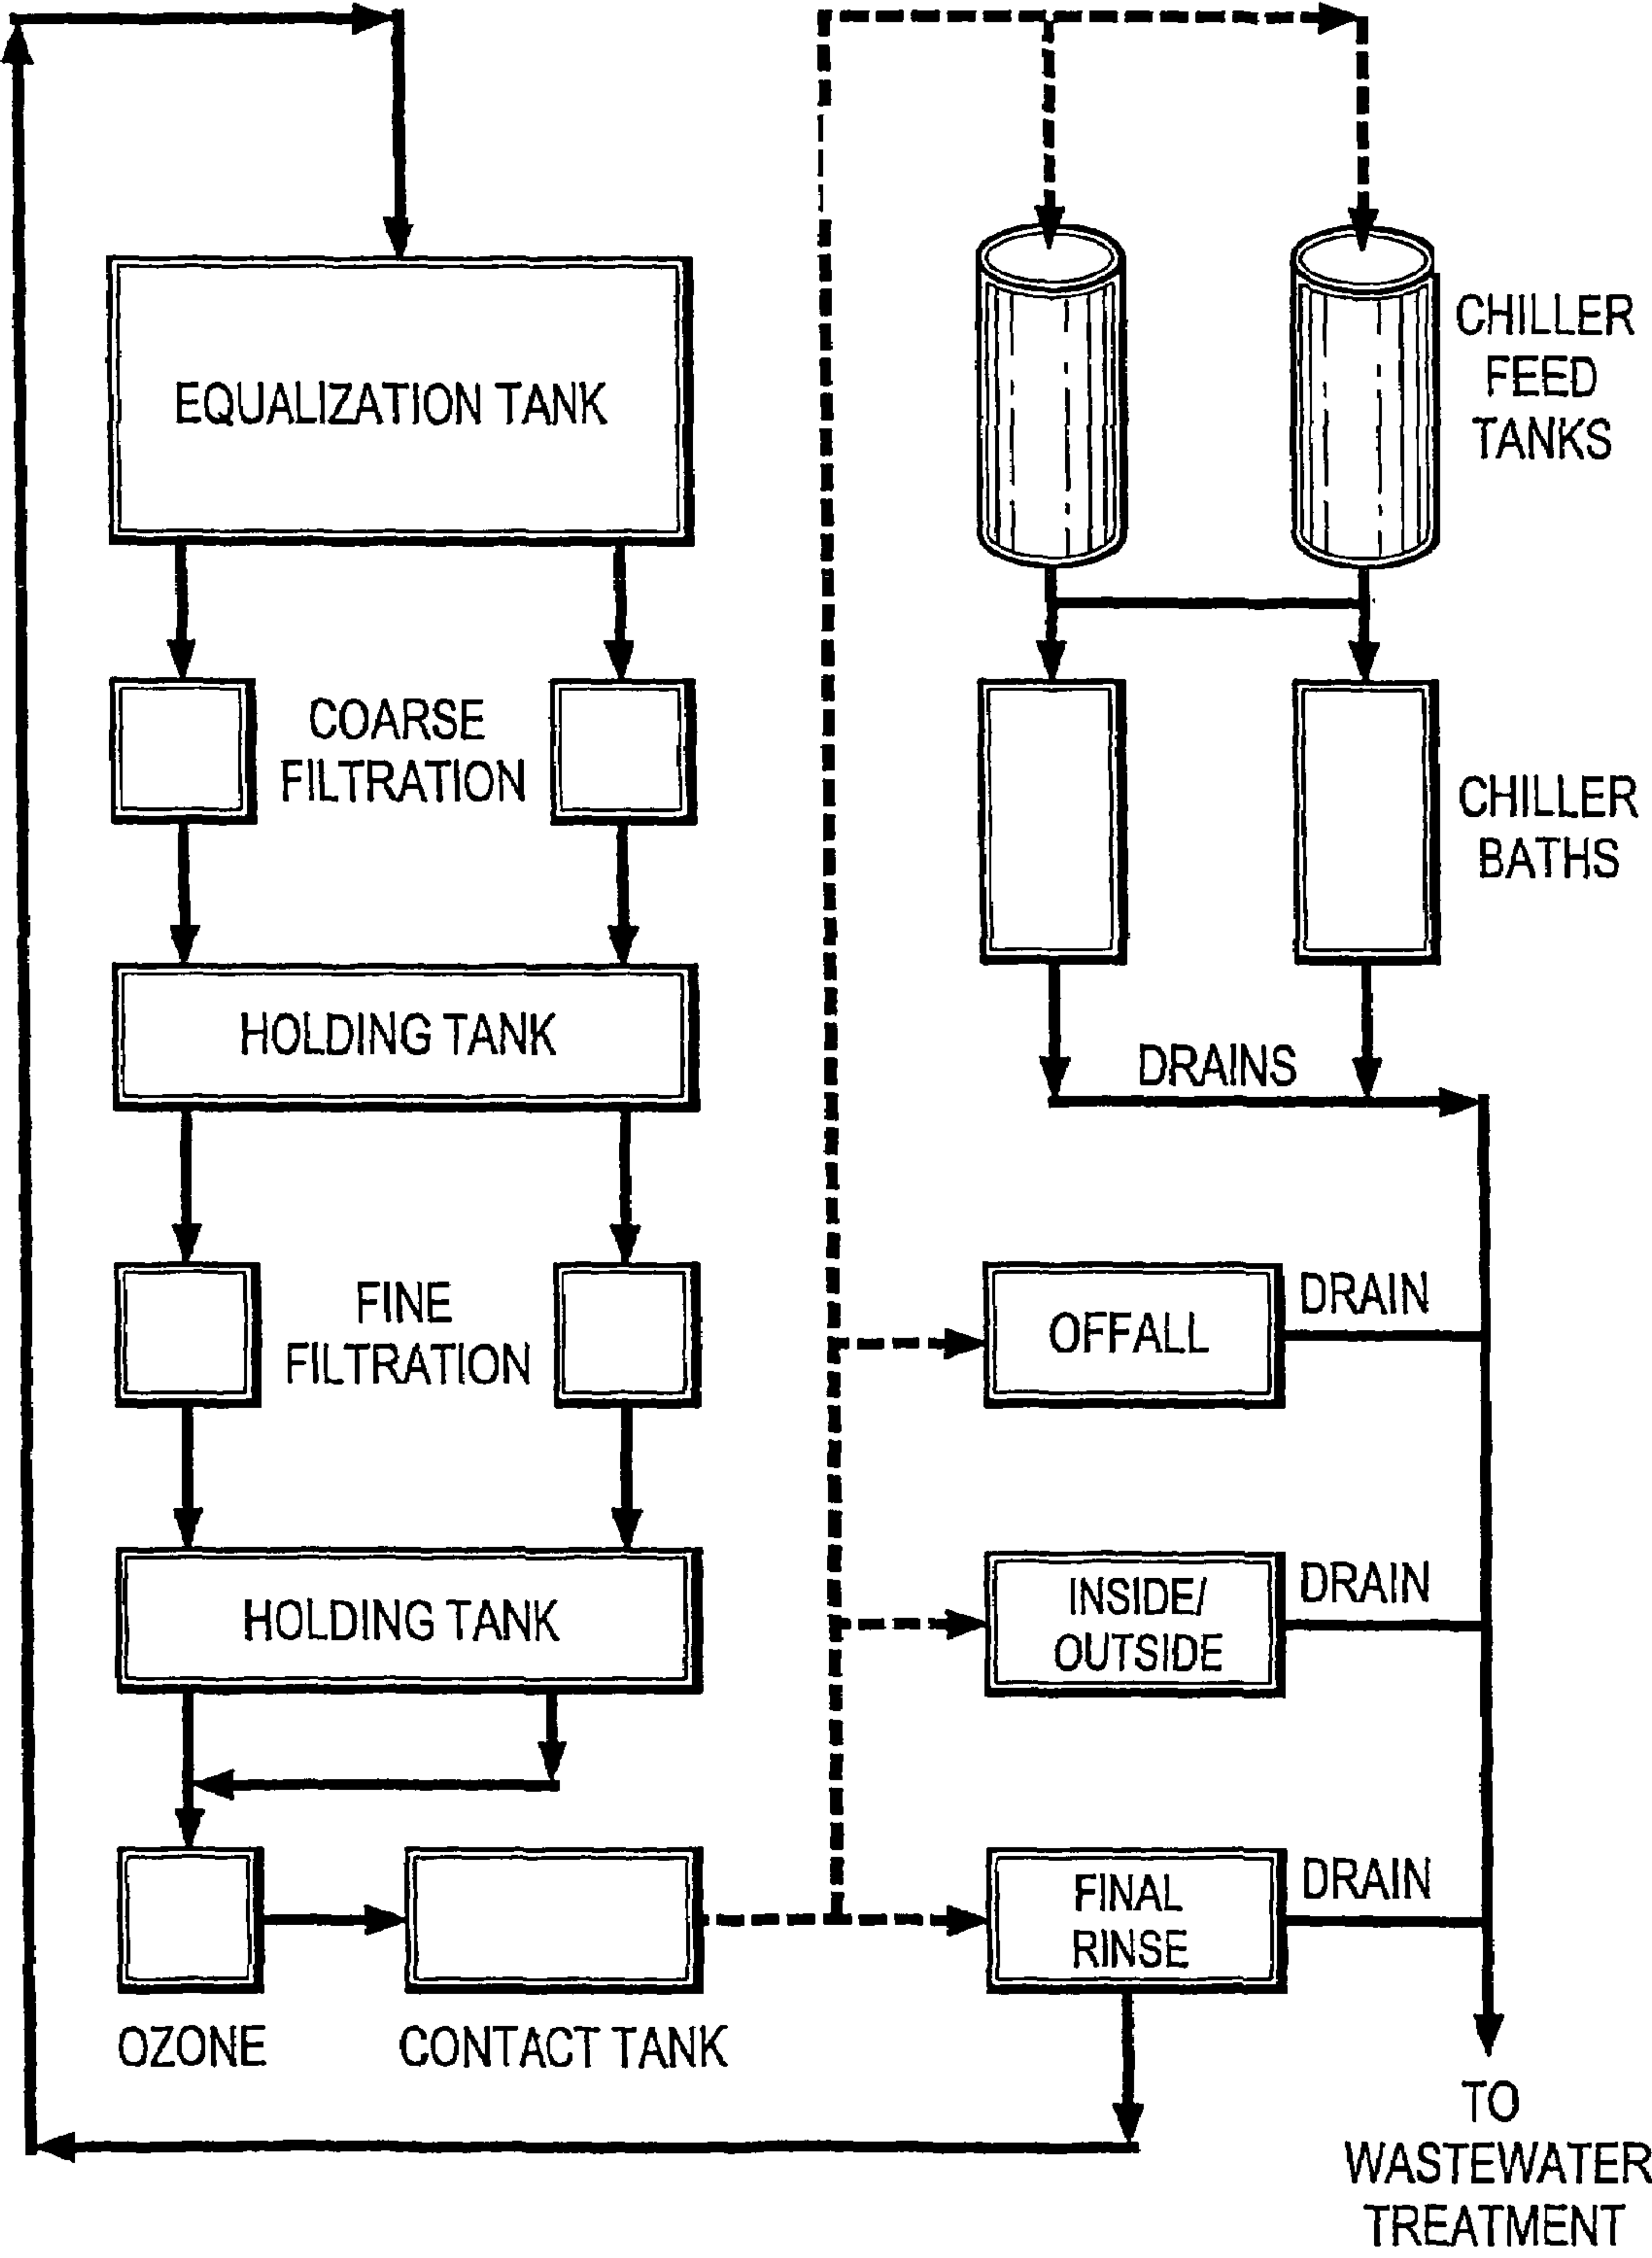 EQUALIZATION TANK
COARSE
FILTRATION
HOLDING TANK
FINE
FILTRATION
HOLDING TANK
OZONE
CONTACT TANK
CHILLER
FEED
TANKS
CHILLER
BATHS
DRAINS
OFFALL
DRAIN
INSIDE/
OUTSIDE
DRAIN
FINAL
RINSE
DRAIN
TO
WASTEWATER
TREATMENT